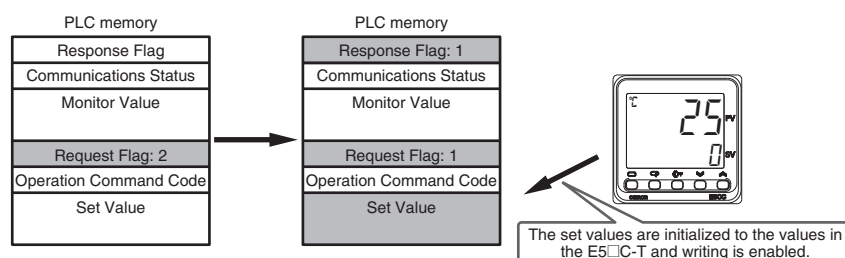 PLC memory
Response Flag
Communications Status
Monitor Value
Request Flag: 2
Operation Command Code
Set Value
PLC memory
Response Flag: 1
Communications Status
Monitor Value
Request Flag: 1
Operation Command Code
Set Value
℃
25 PV
0 SV
omron E5CC
The set values are initialized to the values in
the E5□C-T and writing is enabled.